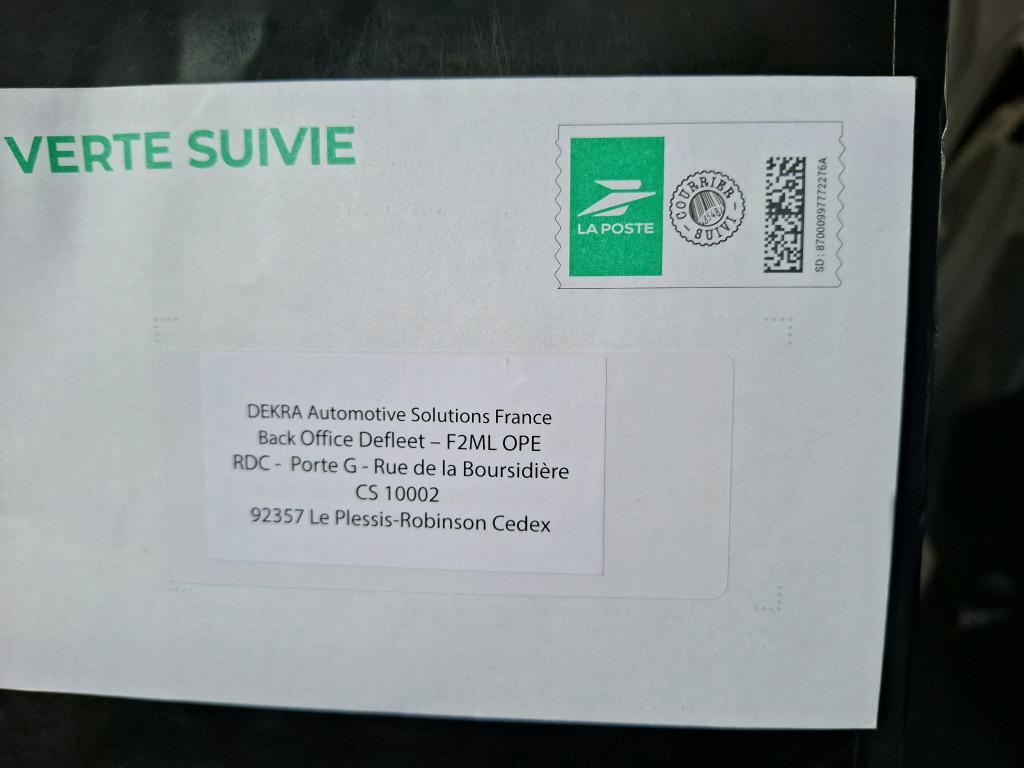 VERTE SUIVIE
LA POSTE
COURRIER
SUIVI
SD : 87000997772276A
DEKRA Automotive Solutions France
Back Office Defleet – F2ML OPE
RDC - Porte G - Rue de la Boursidière
CS 10002
92357 Le Plessis-Robinson Cedex